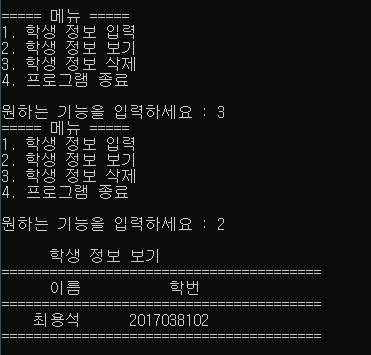 ===== 메뉴 =====
1. 학생 정보 입력
2. 학생 정보 보기
3. 학생 정보 삭제
4. 프로그램 종료
원하는 기능을 입력하세요 : 3
===== 메뉴 =====
1. 학생 정보 입력
2. 학생 정보 보기
3. 학생 정보 삭제
4. 프로그램 종료
원하는 기능을 입력하세요 : 2
학생 정보 보기
========================================
이름 학번
========================================
최용석 2017038102
========================================